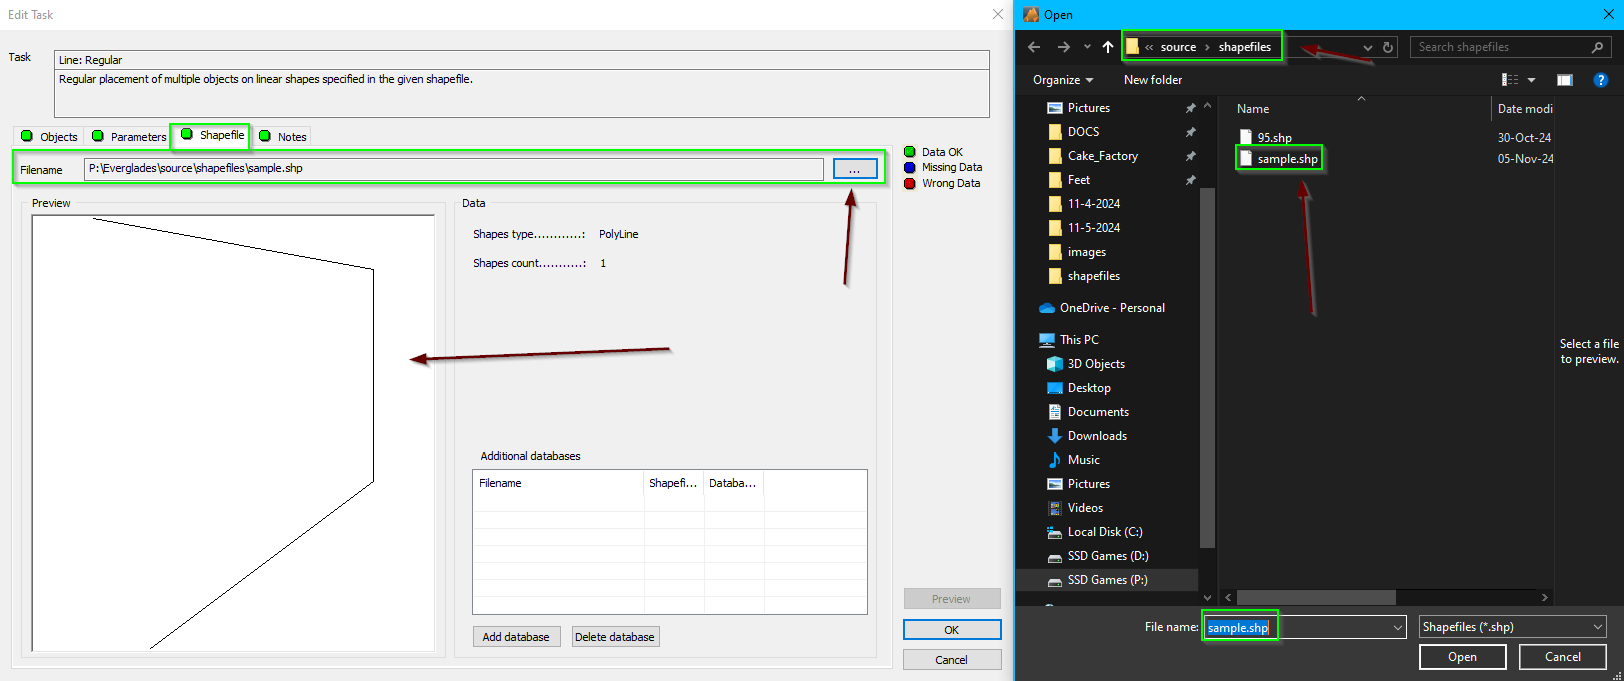 Edit Task
Task
Line: Regular
Regular placement of multiple objects on linear shapes specified in the given shapefile.
Objects
Parameters
Shapefile
Notes
Filename
P:\Everglades\source\shapefiles\sample.shp
...
Data OK
Missing Data
Wrong Data
Preview
Data
Shapes type............: PolyLine
Shapes count...........: 1
Additional databases
Filename
Shapefi...
Databa...
Add database
Delete database
Preview
OK
Cancel
Open
« source › shapefiles
Search shapefiles
Organize
New folder
?
Pictures
DOCS
Cake_Factory
Feet
11-4-2024
11-5-2024
images
shapefiles
OneDrive - Personal
This PC
3D Objects
Desktop
Documents
Downloads
Music
Pictures
Videos
Local Disk (C:)
SSD Games (D:)
SSD Games (P:)
Name
Date modi
95.shp
30-Oct-24
sample.shp
05-Nov-24
Select a file
to preview.
File name:
sample.shp
Shapefiles (*.shp)
Open
Cancel